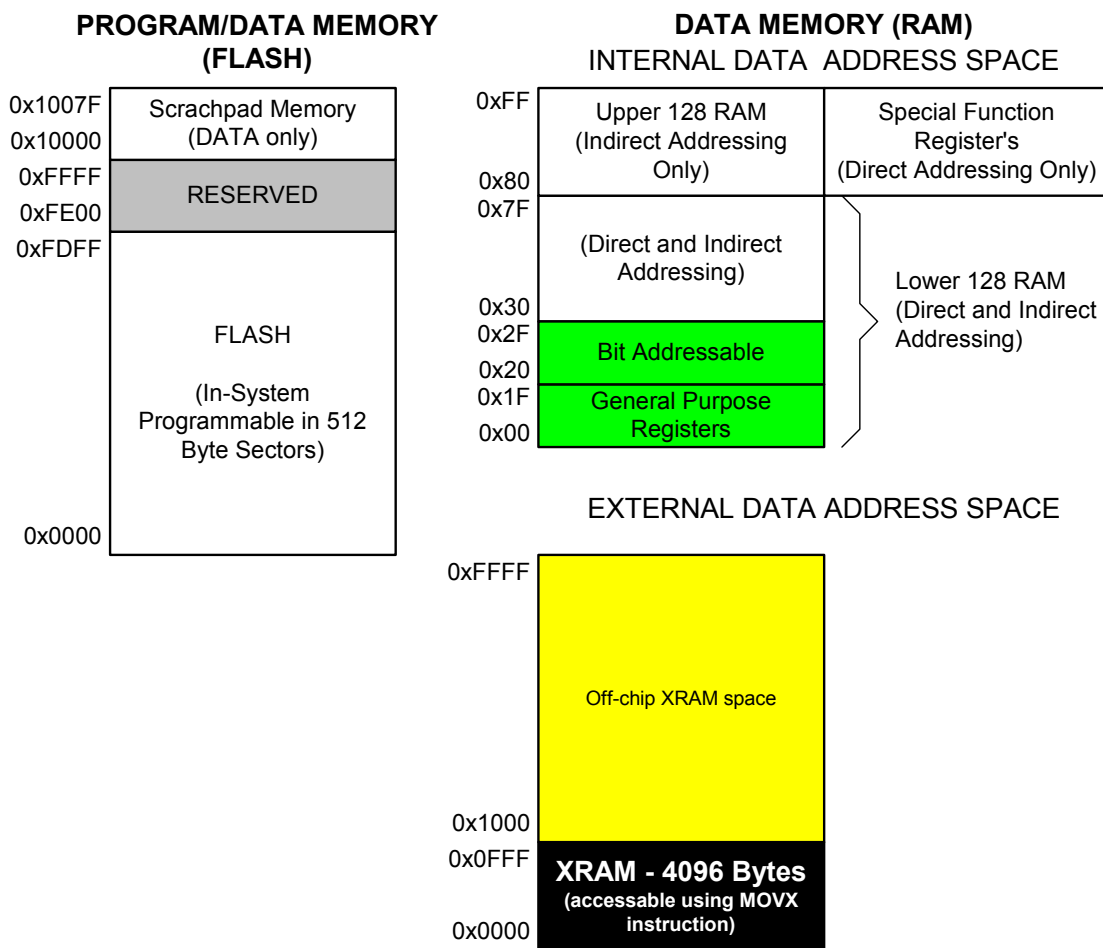 PROGRAM/DATA MEMORY
(FLASH)
0x1007F
0x10000
Scrachpad Memory
(DATA only)
0xFFFF
0xFE00
RESERVED
0xFDFF
FLASH
(In-System
Programmable in 512
Byte Sectors)
0x0000
DATA MEMORY (RAM)
INTERNAL DATA ADDRESS SPACE
0xFF
Upper 128 RAM
(Indirect Addressing
Only)
0x80
Special Function
Register's
(Direct Addressing Only)
0x7F
(Direct and Indirect
Addressing)
0x30
0x2F
Bit Addressable
0x20
0x1F
General Purpose
Registers
0x00
Lower 128 RAM
(Direct and Indirect
Addressing)
EXTERNAL DATA ADDRESS SPACE
0xFFFF
Off-chip XRAM space
0x1000
0x0FFF
XRAM - 4096 Bytes
(accessable using MOVX
instruction)
0x0000